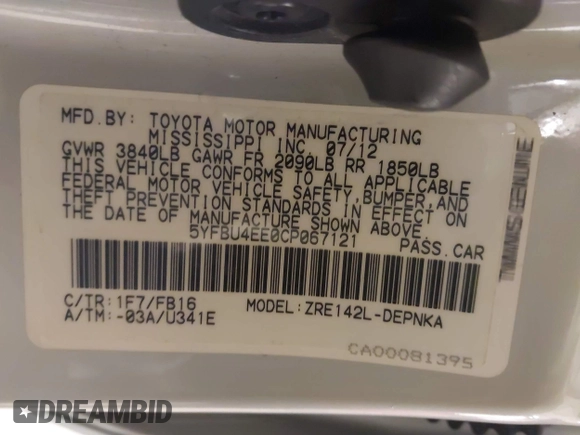 MFD.BY: TOYOTA MOTOR MANUFACTURING
MISSISSIPPI INC. 07/12
GVWR 3840LB GAWR FR 2090LB RR 1850LB
THIS VEHICLE CONFORMS TO ALL APPLICABLE
FEDERAL MOTOR VEHICLE SAFETY,BUMPER,AND
THEFT PREVENTION STANDARDS IN EFFECT ON
THE DATE OF MANUFACTURE SHOWN ABOVE.
5YFBU4EE0CP067121 PASS.CAR
C/TR:1F7/FB16 MODEL:ZRE142L-DEPNKA
A/TM:-03A/U341E
CA00081395
DREAMBID